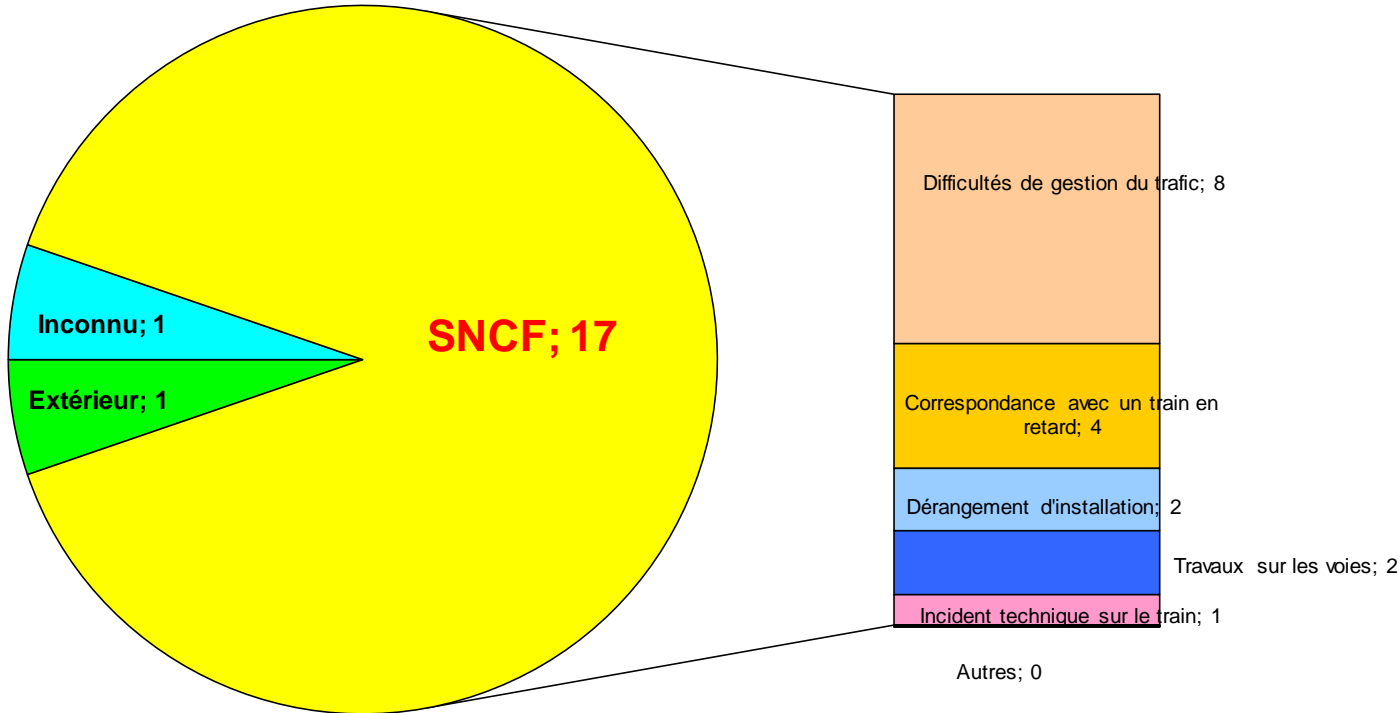 Inconnu; 1
Extérieur; 1
SNCF; 17
Difficultés de gestion du trafic; 8
Correspondance avec un train en
retard; 4
Dérangement d'installation; 2
Travaux sur les voies; 2
Incident technique sur le train; 1
Autres; 0